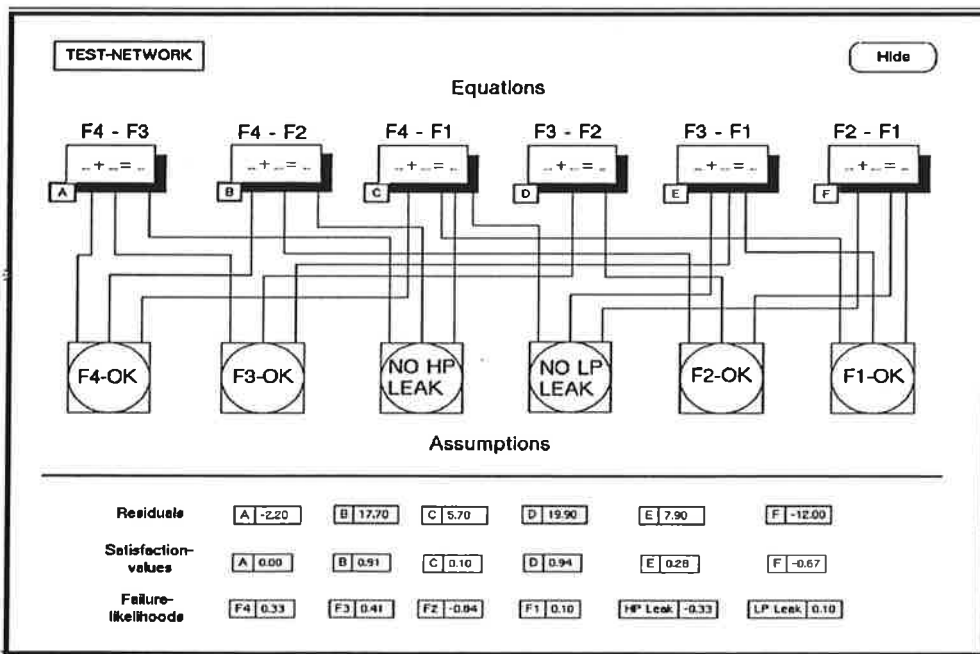 TEST-NETWORK
Hide
Equations
F4 - F3 F4 - F2 F4 - F1 F3 - F2 F3 - F1 F2 - F1
.. + .. = .. .. + .. = .. .. + .. = .. .. + .. = .. .. + .. = .. .. + .. = ..
A B C D E F
F4-OK F3-OK NO HP LEAK NO LP LEAK F2-OK F1-OK
Assumptions
Residuals A -2.20 B 17.70 C 5.70 D 19.90 E 7.90 F -12.00
Satisfaction-values A 0.00 B 0.91 C 0.10 D 0.94 E 0.28 F -0.67
Failure-likelihoods F4 0.33 F3 0.41 F2 -0.84 F1 0.10 HP Leak -0.33 LP Leak 0.10